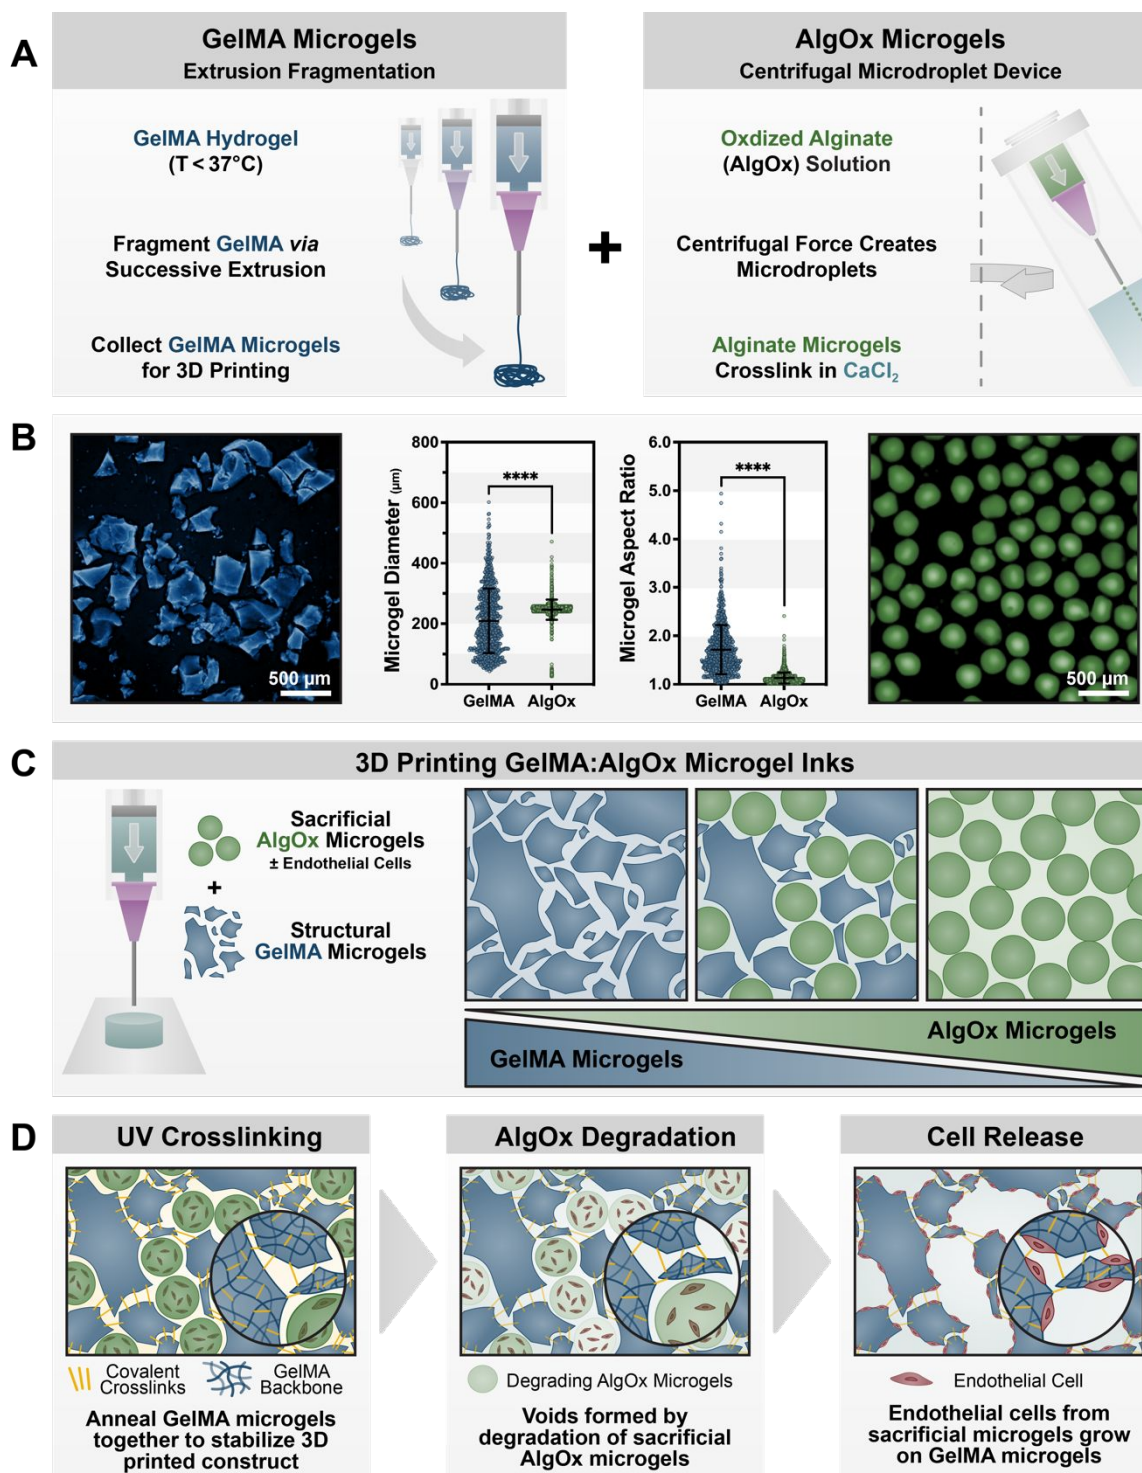 A
GelMA Microgels
Extrusion Fragmentation
GelMA Hydrogel
(T < 37°C)
Fragment GelMA via
Successive Extrusion
Collect GelMA Microgels
for 3D Printing
+
AlgOx Microgels
Centrifugal Microdroplet Device
Oxdized Alginate
(AlgOx) Solution
Centrifugal Force Creates
Microdroplets
Alginate Microgels
Crosslink in CaCl₂
B
500 µm
Microgel Diameter (µm)
800
600
400
200
0
****
GelMA
AlgOx
Microgel Aspect Ratio
6.0
5.0
4.0
3.0
2.0
1.0
****
GelMA
AlgOx
500 µm
C
3D Printing GelMA:AlgOx Microgel Inks
Sacrificial
AlgOx Microgels
± Endothelial Cells
+
Structural
GelMA Microgels
AlgOx Microgels
GelMA Microgels
D
UV Crosslinking
Covalent
Crosslinks
GelMA
Backbone
Anneal GelMA microgels
together to stabilize 3D
printed construct
AlgOx Degradation
Degrading AlgOx Microgels
Voids formed by
degradation of sacrificial
AlgOx microgels
Cell Release
Endothelial Cell
Endothelial cells from
sacrificial microgels grow
on GelMA microgels